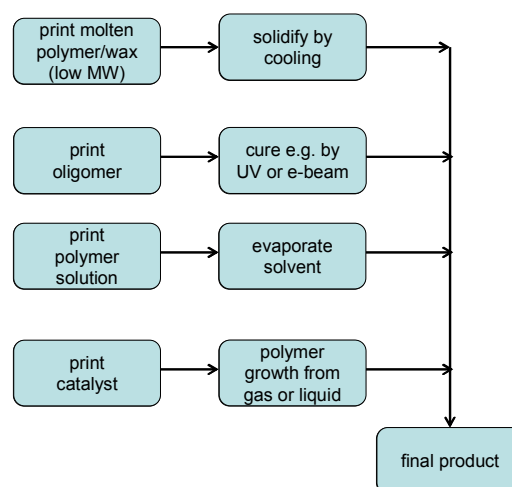 print molten
polymer/wax
(low MW)
solidify by
cooling
print
oligomer
cure e.g. by
UV or e-beam
print
polymer
solution
evaporate
solvent
print
catalyst
polymer
growth from
gas or liquid
final product